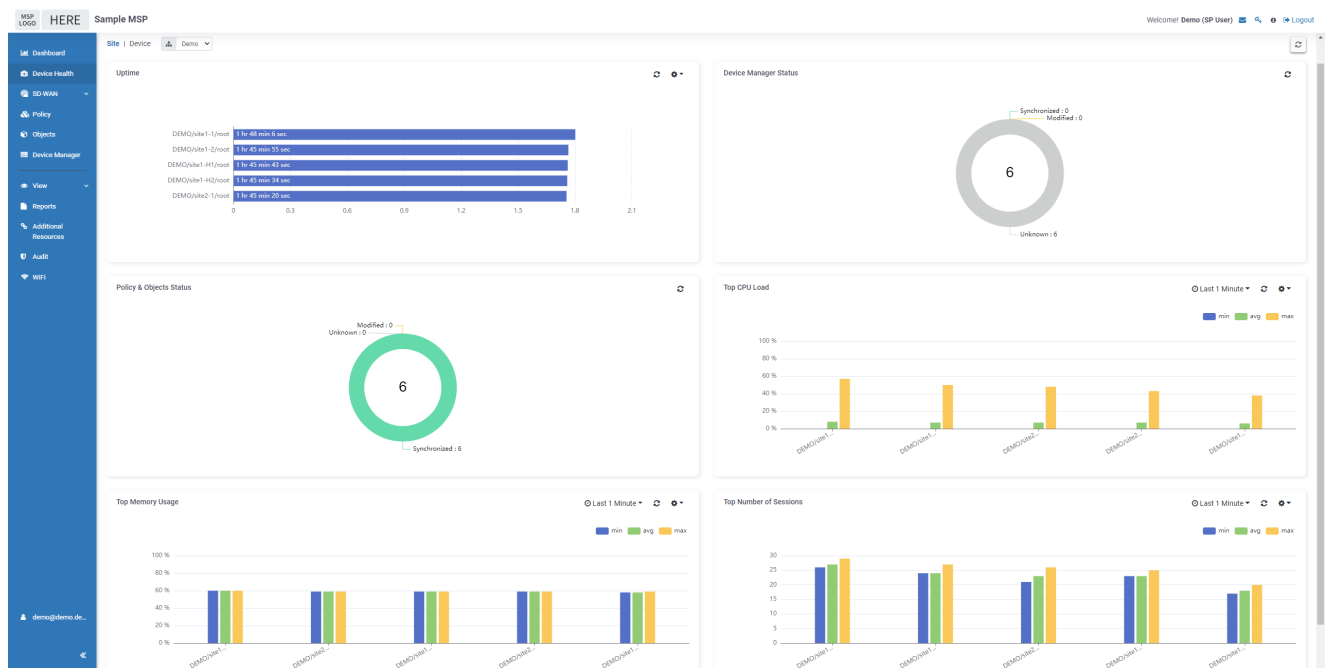 MSP LOGO HERE Sample MSP
Welcome! Demo (SP User) Logout
Dashboard
Device Health
SD-WAN
Policy
Objects
Device Manager
View
Reports
Additional
Resources
Audit
WiFi
demo@demo.de...
Site | Device Demo
Uptime
DEMO/site1-1/root 1 hr 48 min 6 sec
DEMO/site1-2/root 1 hr 45 min 55 sec
DEMO/site1-H1/root 1 hr 45 min 43 sec
DEMO/site1-H2/root 1 hr 45 min 34 sec
DEMO/site2-1/root 1 hr 45 min 20 sec
0 0.3 0.6 0.9 1.2 1.5 1.8 2.1
Device Manager Status
Synchronized : 0
Modified : 0
6
Unknown : 6
Policy & Objects Status
Modified : 0
Unknown : 0
6
Synchronized : 6
Top CPU Load
Last 1 Minute
min avg max
100 %
80 %
60 %
40 %
20 %
0 %
DEMO/site1... DEMO/site1... DEMO/site2... DEMO/site2... DEMO/site1...
Top Memory Usage
Last 1 Minute
min avg max
100 %
80 %
60 %
40 %
20 %
0 %
DEMO/site1... DEMO/site2... DEMO/site1... DEMO/site2... DEMO/site1...
Top Number of Sessions
Last 1 Minute
min avg max
30
25
20
15
10
5
0
DEMO/site1... DEMO/site1... DEMO/site2... DEMO/site1... DEMO/site2...